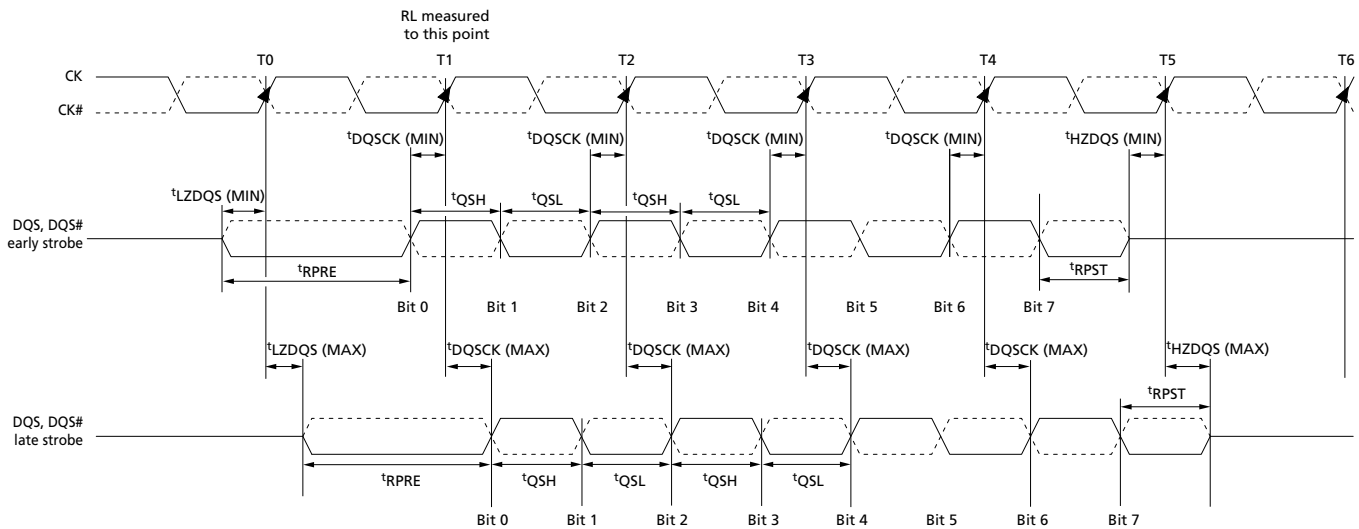 RL measured
to this point
T0 T1 T2 T3 T4 T5 T6
CK
CK#
tDQSCK (MIN) tDQSCK (MIN) tDQSCK (MIN) tDQSCK (MIN) tHZDQS (MIN)
tLZDQS (MIN)
tQSH tQSL tQSH tQSL
DQS, DQS#
early strobe
tRPRE tRPST
Bit 0 Bit 1 Bit 2 Bit 3 Bit 4 Bit 5 Bit 6 Bit 7
tLZDQS (MAX) tDQSCK (MAX) tDQSCK (MAX) tDQSCK (MAX) tDQSCK (MAX) tHZDQS (MAX)
tRPST
DQS, DQS#
late strobe
tRPRE tQSH tQSL tQSH tQSL
Bit 0 Bit 1 Bit 2 Bit 3 Bit 4 Bit 5 Bit 6 Bit 7